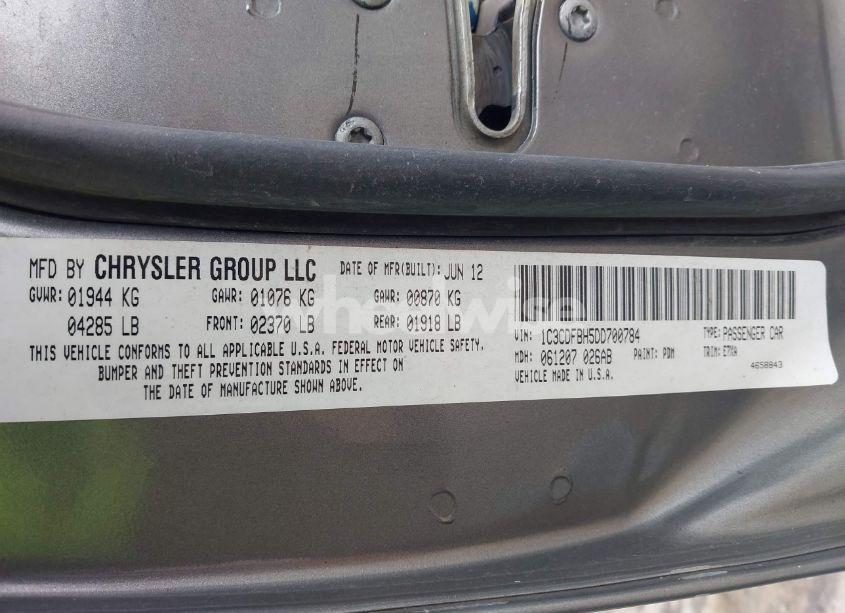 MFD BY CHRYSLER GROUP LLC DATE OF MFR(BUILT): JUN 12
GVWR: 01944 KG GAWR: 01076 KG GAWR: 00870 KG
04285 LB FRONT: 02370 LB REAR: 01918 LB
THIS VEHICLE CONFORMS TO ALL APPLICABLE U.S.A. FEDERAL MOTOR VEHICLE SAFETY,
BUMPER AND THEFT PREVENTION STANDARDS IN EFFECT ON
THE DATE OF MANUFACTURE SHOWN ABOVE.
VIN: 1C3CDFBH5DD700784 TYPE: PASSENGER CAR
MDH: 061207 026AB PAINT: PDM TRIM: E7XA
VEHICLE MADE IN U.S.A. 4658843
wheelwise